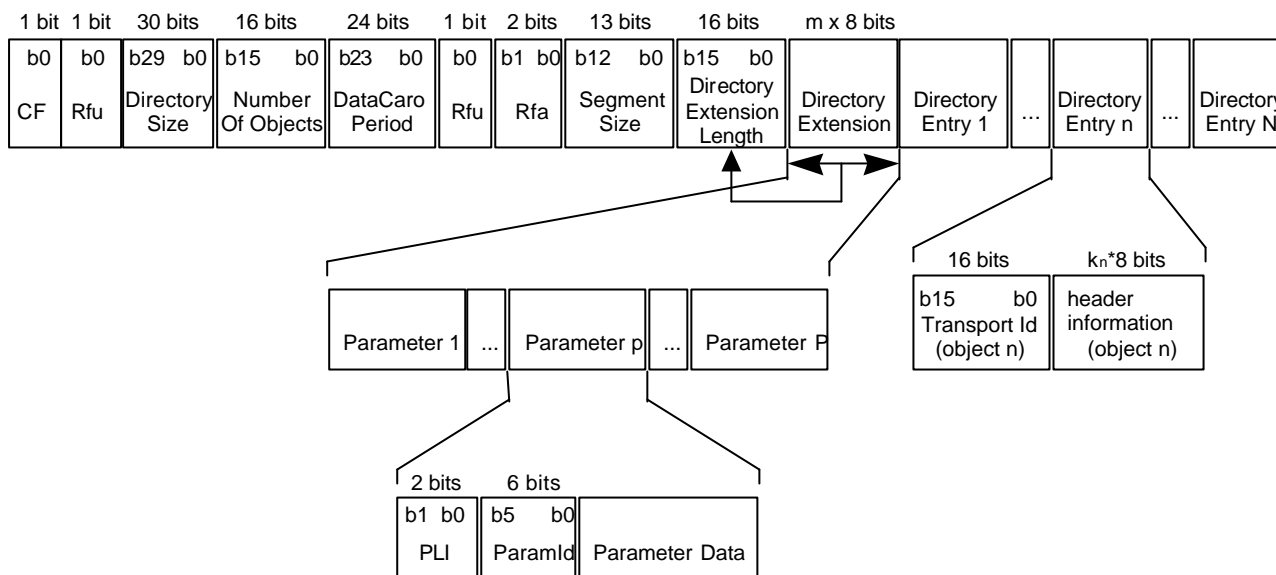 1 bit 1 bit 30 bits 16 bits 24 bits 1 bit 2 bits 13 bits 16 bits m x 8 bits
b0 b0 b29 b0 b15 b0 b23 b0 b0 b1 b0 b12 b0 b15 b0
CF Rfu Directory Size Number Of Objects DataCaro Period Rfu Rfa Segment Size Directory Extension Length Directory Extension Directory Entry 1 ... Directory Entry n ... Directory Entry N
16 bits kn*8 bits
b15 b0 header
Transport Id information
(object n) (object n)
Parameter 1 ... Parameter p ... Parameter P
2 bits 6 bits
b1 b0 b5 b0
PLI ParamId Parameter Data